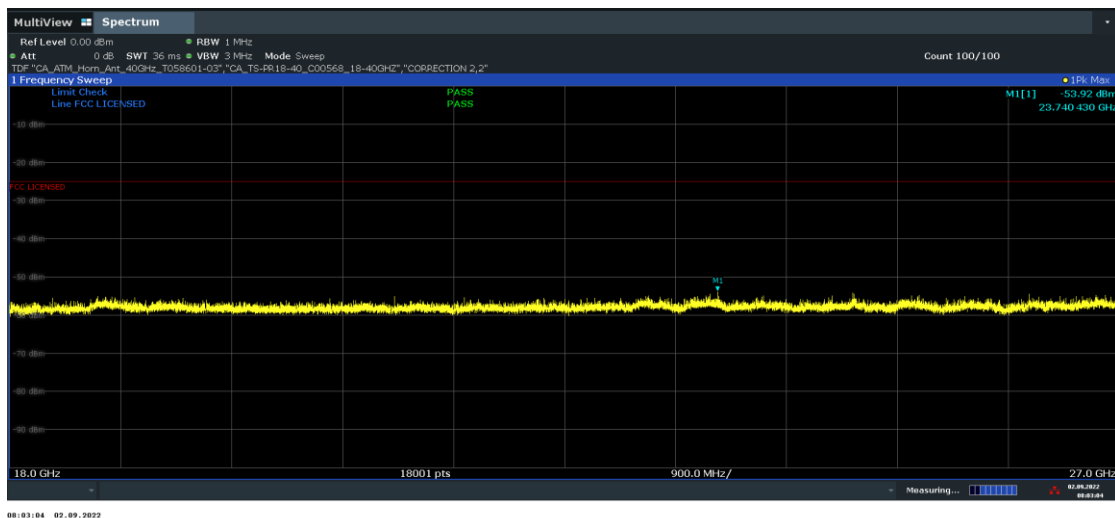 MultiView Spectrum
Ref Level 0.00 dBm RBW 1 MHz
Att 0 dB SWT 36 ms VBW 3 MHz Mode Sweep Count 100/100
TDF "CA_ATM_Horn_Ant_40GHz_T058601-03","CA_TS-PR18-40_C00568_18-40GHZ","CORRECTION 2,2"
1 Frequency Sweep 1Pk Max
Limit Check PASS M1[1] -53.92 dBm
Line FCC LICENSED PASS 23.740 430 GHz
-10 dBm
-20 dBm
FCC LICENSED
-30 dBm
-40 dBm
-50 dBm
M1
-70 dBm
-80 dBm
-90 dBm
18.0 GHz 18001 pts 900.0 MHz/ 27.0 GHz
Measuring... 02.09.2022
08:03:04
08:03:04 02.09.2022